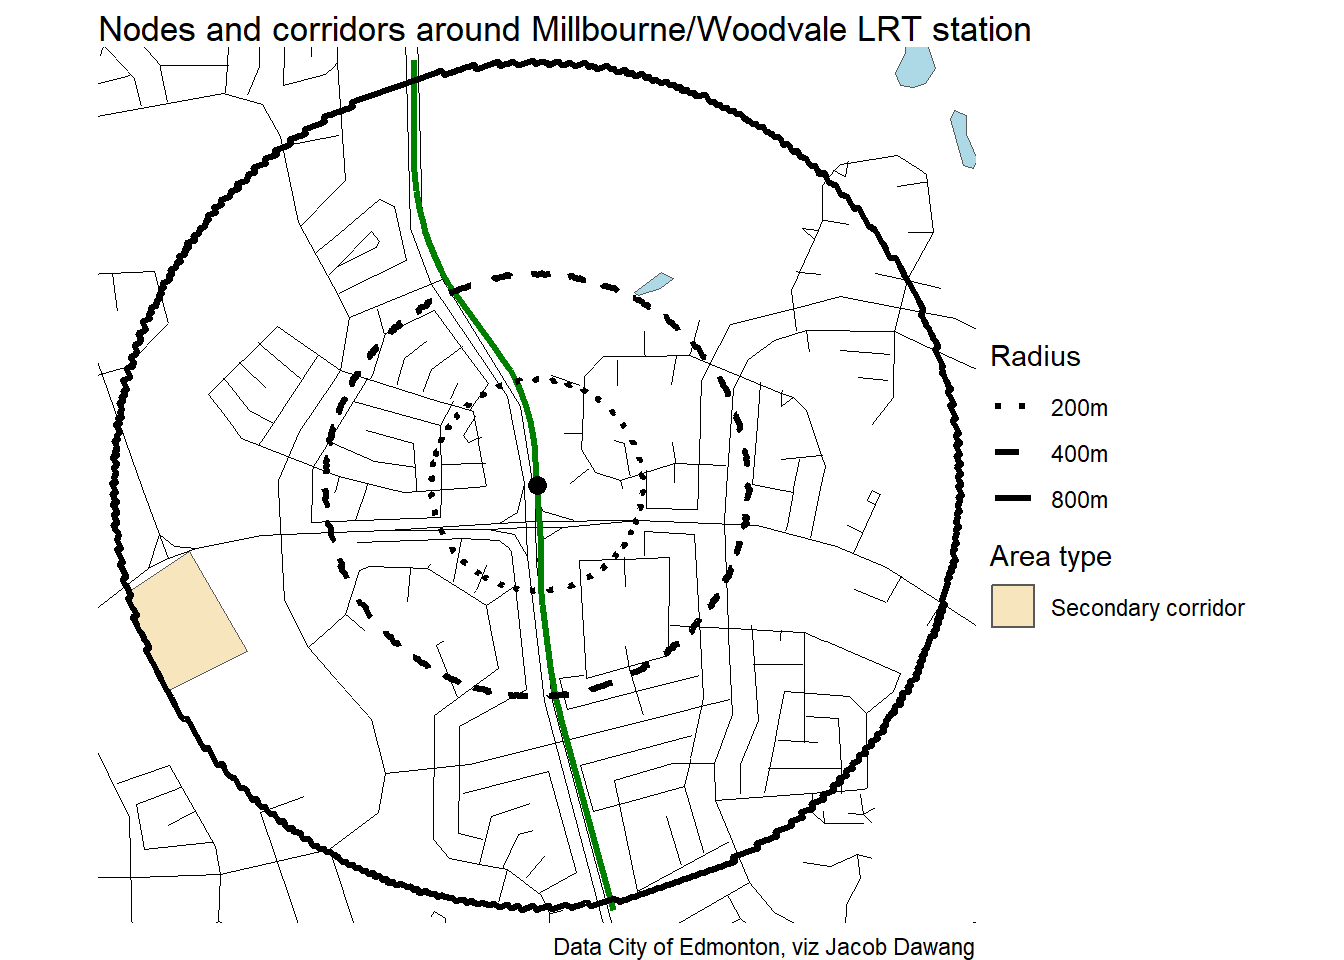 Nodes and corridors around Millbourne/Woodvale LRT station
Radius
200m
400m
800m
Area type
Secondary corridor
Data City of Edmonton, viz Jacob Dawang